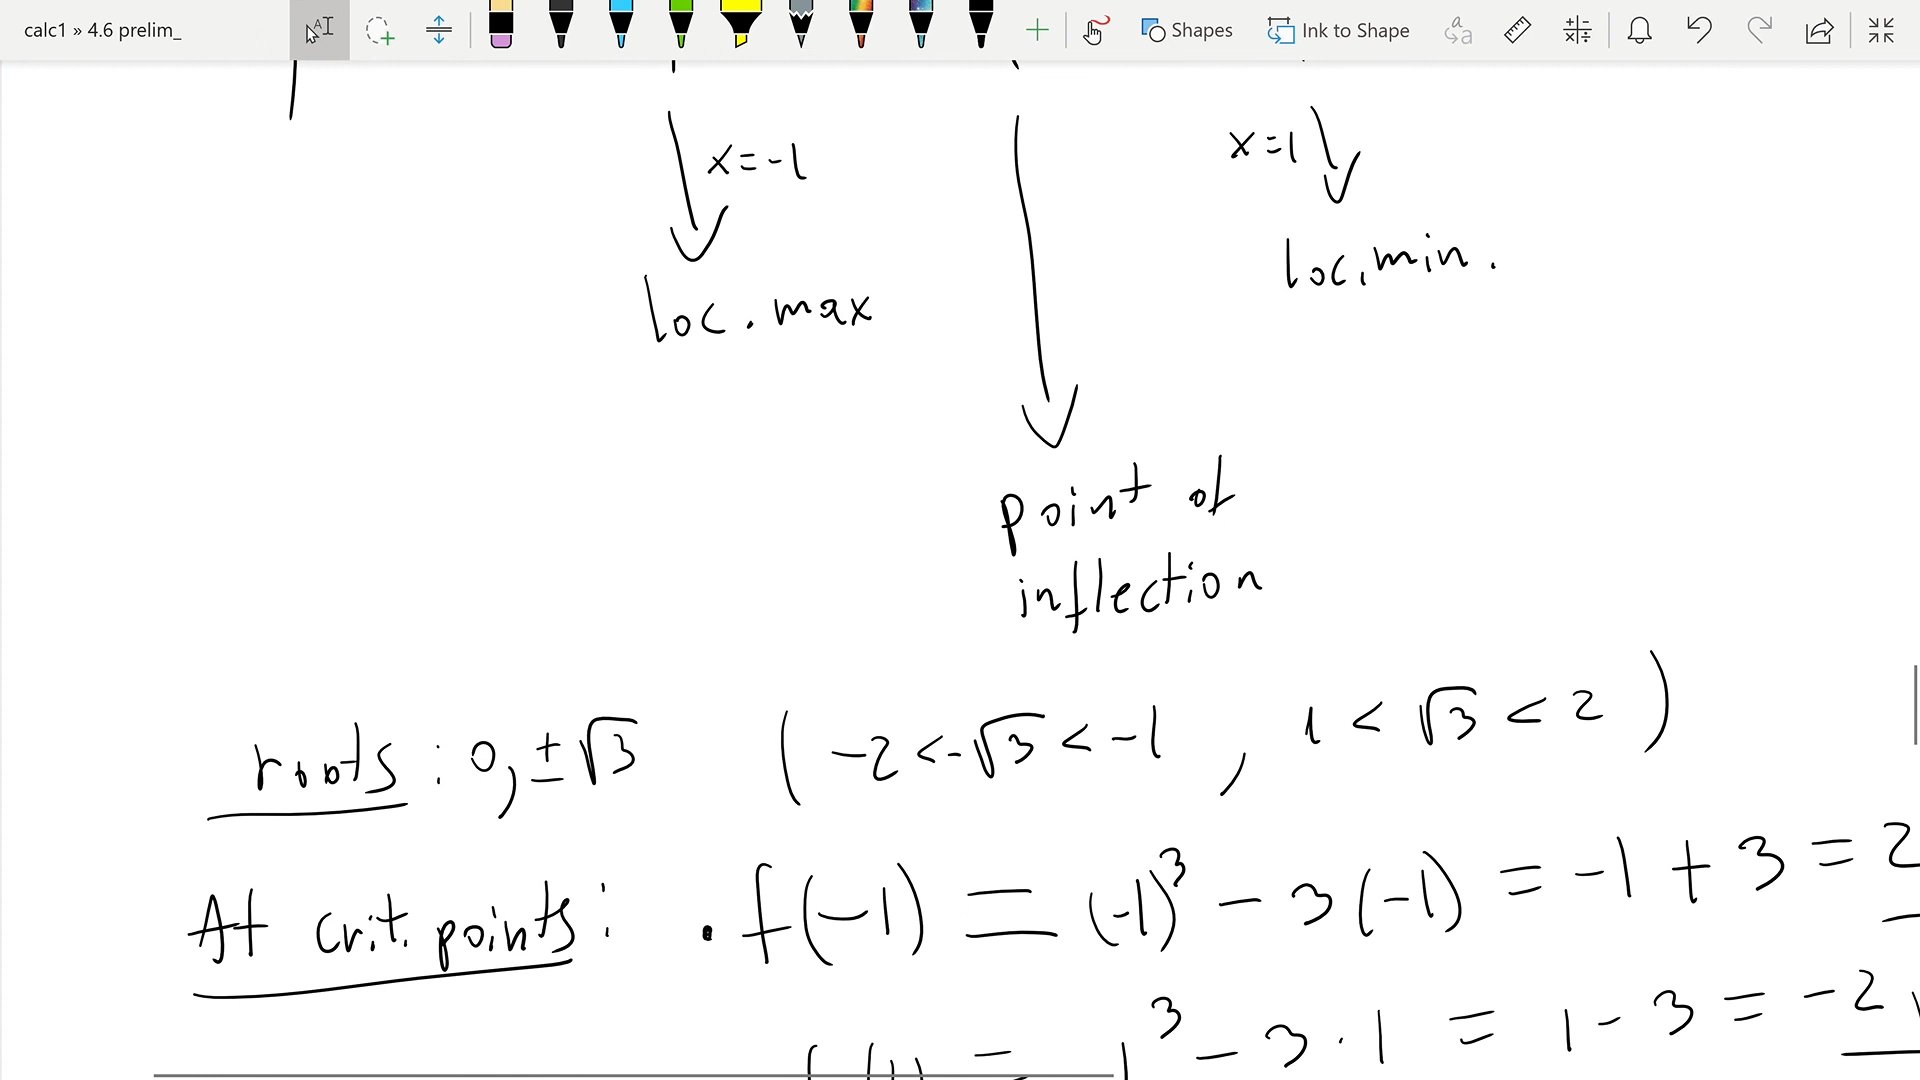 calc1 » 4.6 prelim_
Shapes
Ink to Shape
x=-1
x=1
loc. max
loc. min.
point of
inflection
roots: 0, ±√3 (-2<-√3<-1, 1<√3<2)
At crit. points: . f(-1) = (-1)³ - 3(-1) = -1+3 = 2
1³ - 3·1 = 1-3 = -2